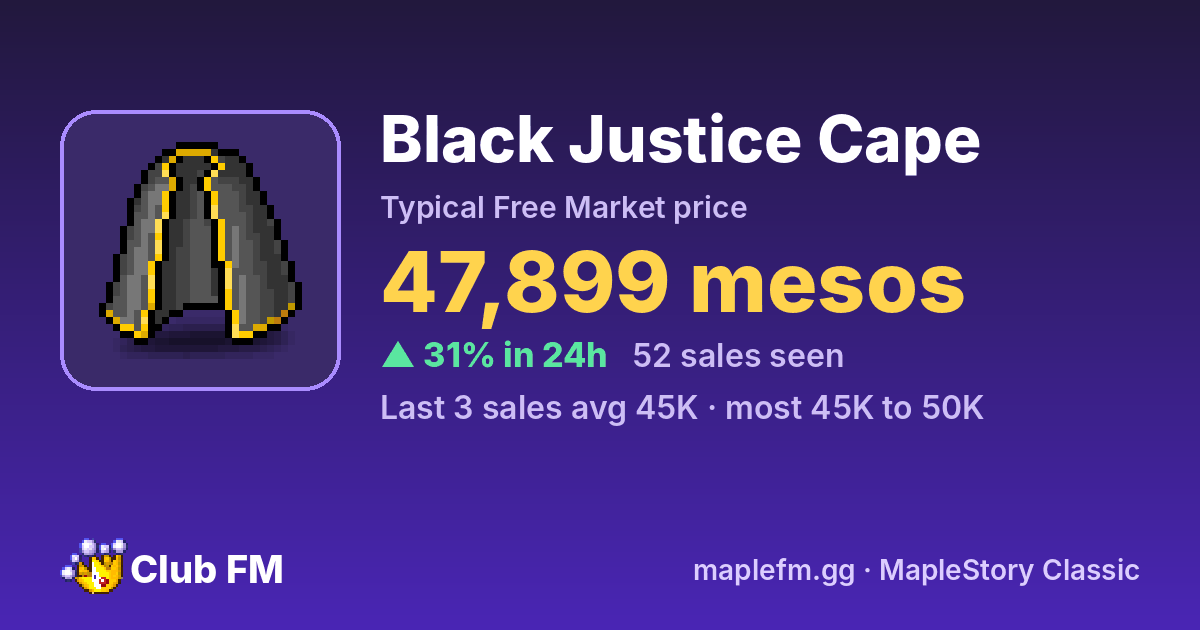 Black Justice Cape
Typical Free Market price
47,899 mesos
▲ 31% in 24h 52 sales seen
Last 3 sales avg 45K · most 45K to 50K
Club FM
maplefm.gg · MapleStory Classic